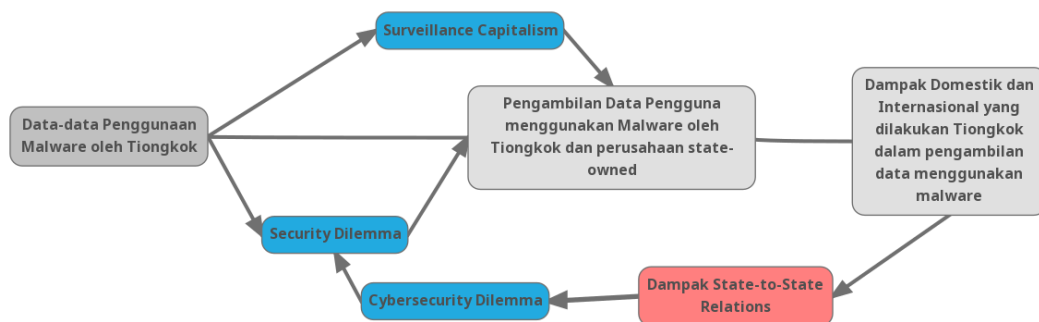 Surveillance Capitalism
Data-data Penggunaan
Malware oleh Tiongkok
Pengambilan Data Pengguna
menggunakan Malware oleh
Tiongkok dan perusahaan state-
owned
Dampak Domestik dan
Internasional yang
dilakukan Tiongkok
dalam pengambilan
data menggunakan
malware
Security Dilemma
Cybersecurity Dilemma
Dampak State-to-State
Relations